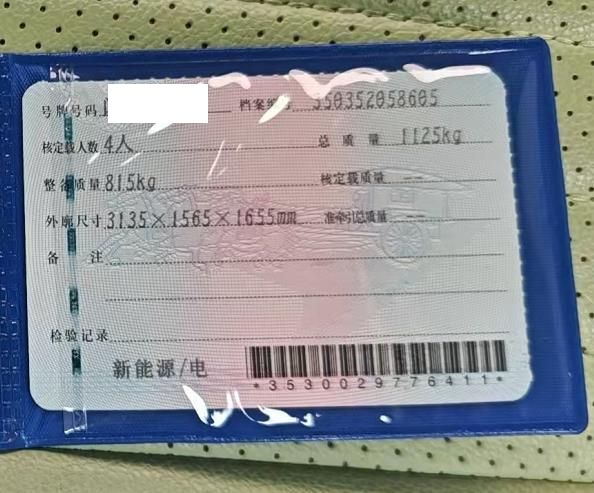 号牌号码 档案编号 350352058605
核定载人数 4人 总质量 1125kg
整备质量 815kg 核定载质量 --
外廓尺寸 3135×1565×1655mm 准牵引总质量 --
备注
检验记录
新能源/电
*3530029776411*